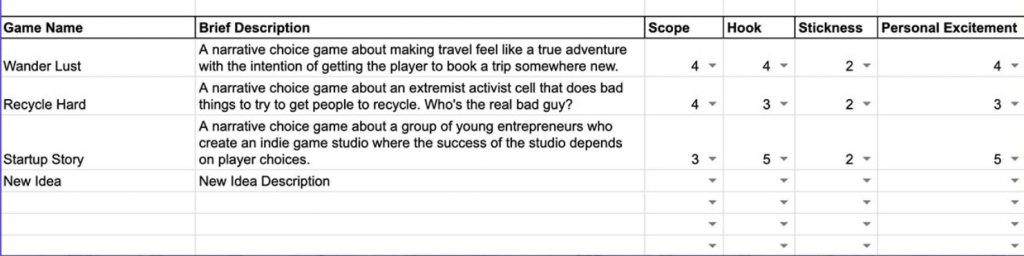 Game Name Brief Description Scope Hook Stickness Personal Excitement
A narrative choice game about making travel feel like a true adventure
Wander Lust with the intention of getting the player to book a trip somewhere new. 4 4 2 4
A narrative choice game about an extremist activist cell that does bad
Recycle Hard things to try to get people to recycle. Who's the real bad guy? 4 3 2 3
A narrative choice game about a group of young entrepreneurs who
create an indie game studio where the success of the studio depends
Startup Story on player choices. 3 5 2 5
New Idea New Idea Description